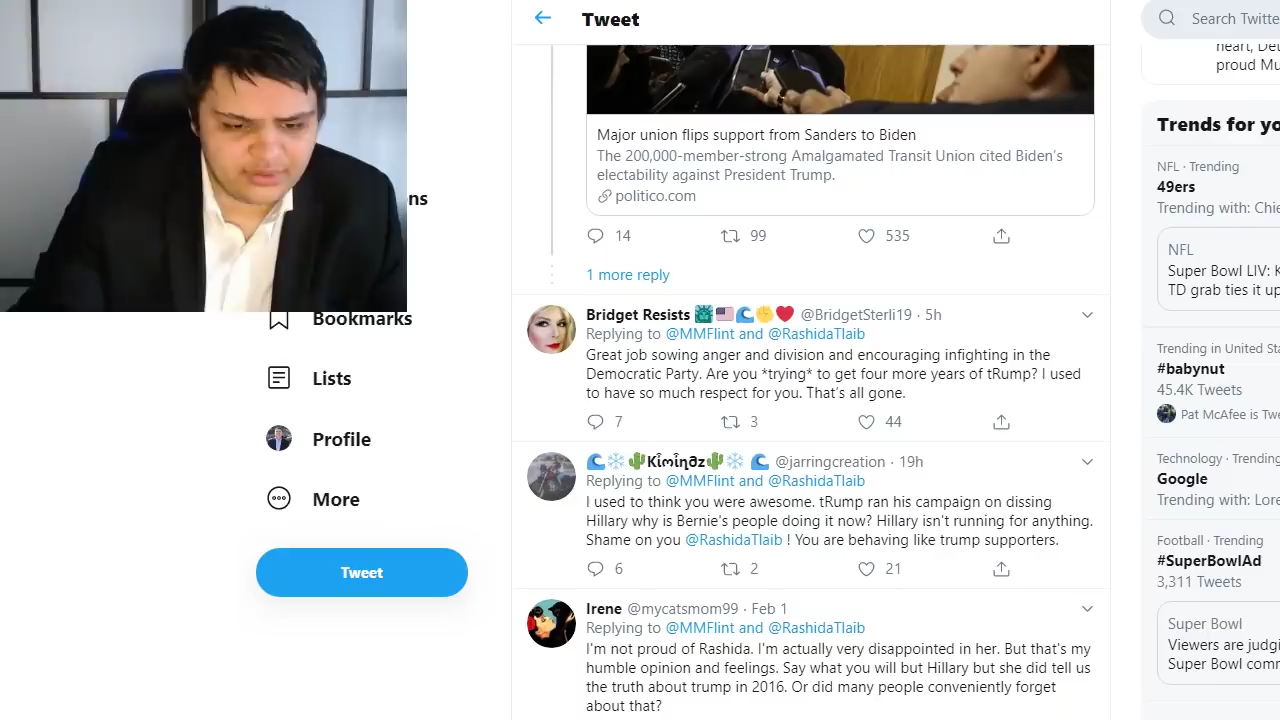 Tweet
Search Twitte
heart, Det
proud Mu
Major union flips support from Sanders to Biden
The 200,000-member-strong Amalgamated Transit Union cited Biden's
electability against President Trump.
politico.com
14 99 535
1 more reply
Bridget Resists @BridgetSterli19 · 5h
Replying to @MMFlint and @RashidaTlaib
Great job sowing anger and division and encouraging infighting in the
Democratic Party. Are you *trying* to get four more years of tRump? I used
to have so much respect for you. That's all gone.
7 3 44
@jarringcreation · 19h
Replying to @MMFlint and @RashidaTlaib
I used to think you were awesome. tRump ran his campaign on dissing
Hillary why is Bernie's people doing it now? Hillary isn't running for anything.
Shame on you @RashidaTlaib ! You are behaving like trump supporters.
6 2 21
Irene @mycatsmom99 · Feb 1
Replying to @MMFlint and @RashidaTlaib
I'm not proud of Rashida. I'm actually very disappointed in her. But that's my
humble opinion and feelings. Say what you will but Hillary but she did tell us
the truth about trump in 2016. Or did many people conveniently forget
about that?
ns
Bookmarks
Lists
Profile
More
Tweet
Trends for yo
NFL · Trending
49ers
Trending with: Chie
NFL
Super Bowl LIV: K
TD grab ties it up
Trending in United Sta
#babynut
45.4K Tweets
Pat McAfee is Twe
Technology · Trending
Google
Trending with: Lore
Football · Trending
#SuperBowlAd
3,311 Tweets
Super Bowl
Viewers are judgi
Super Bowl comm